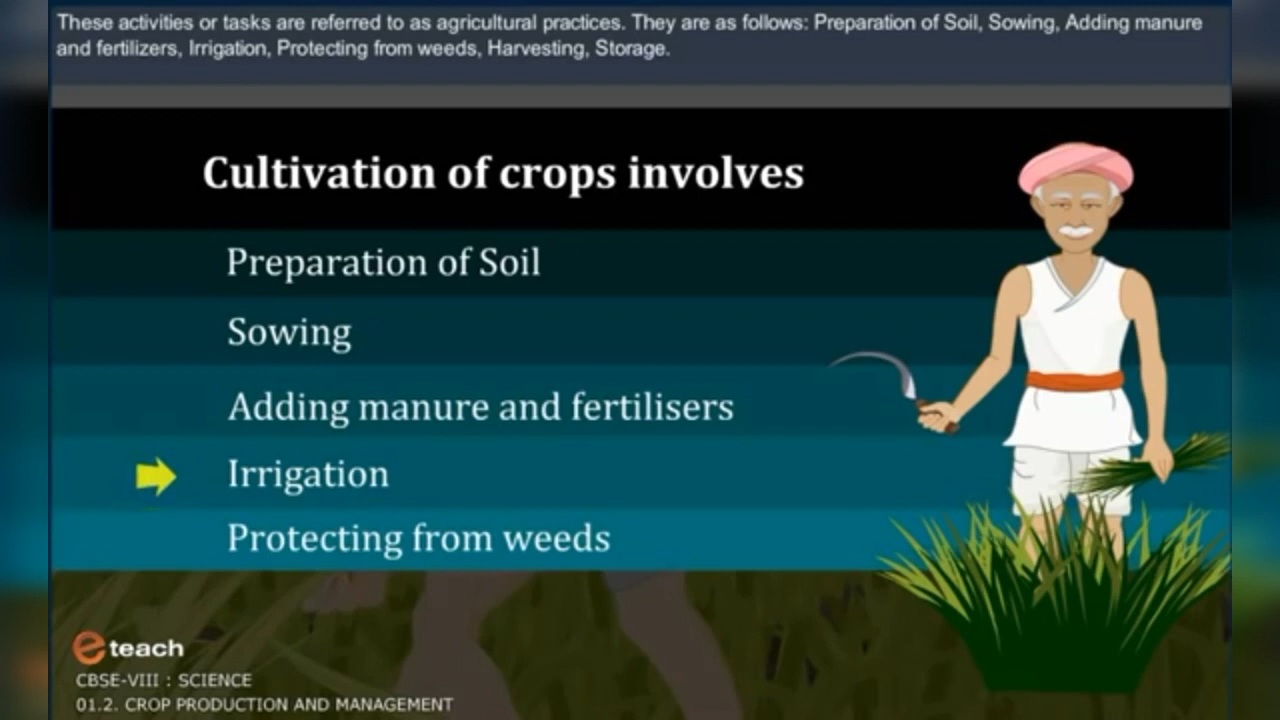 These activities or tasks are referred to as agricultural practices. They are as follows: Preparation of Soil, Sowing, Adding manure
and fertilizers, Irrigation, Protecting from weeds, Harvesting, Storage.
Cultivation of crops involves
Preparation of Soil
Sowing
Adding manure and fertilisers
Irrigation
Protecting from weeds
e teach
CBSE-VIII : SCIENCE
01.2. CROP PRODUCTION AND MANAGEMENT